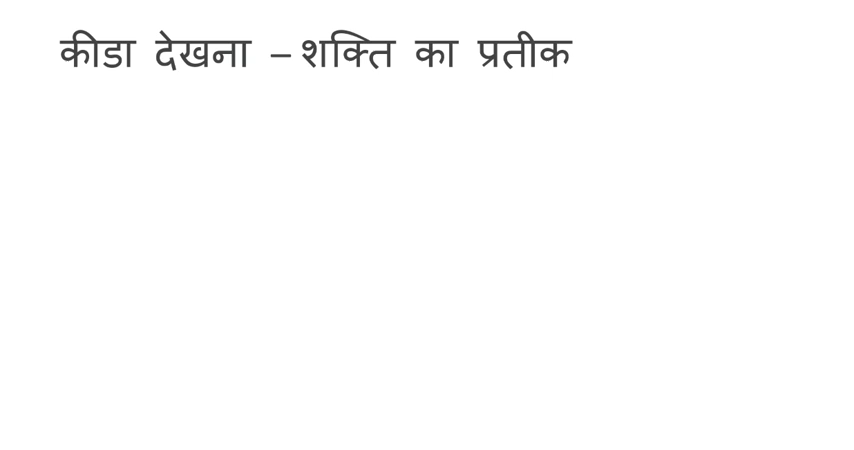 कीडा देखना – शक्ति का प्रतीक